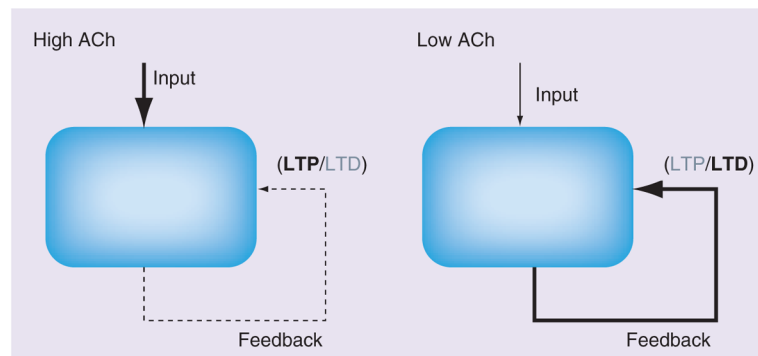 High ACh
Input
(LTP/LTD)
Feedback
Low ACh
Input
(LTP/LTD)
Feedback